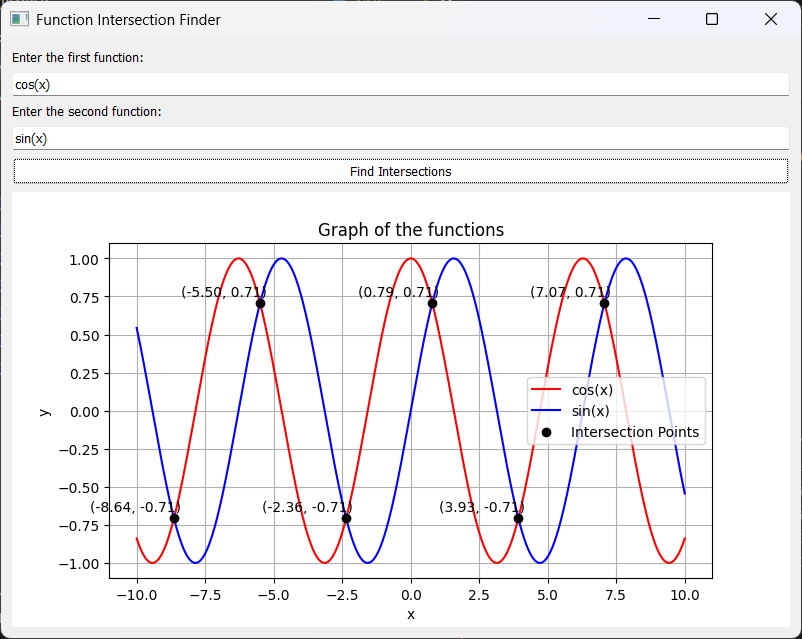 Function Intersection Finder
Enter the first function:
cos(x)
Enter the second function:
sin(x)
Find Intersections
Graph of the functions
1.00
0.75
0.50
0.25
0.00
−0.25
−0.50
−0.75
−1.00
y
(-5.50, 0.71)
(0.79, 0.71)
(7.07, 0.71)
cos(x)
sin(x)
Intersection Points
(-8.64, -0.71)
(-2.36, -0.71)
(3.93, -0.71)
−10.0 −7.5 −5.0 −2.5 0.0 2.5 5.0 7.5 10.0
x